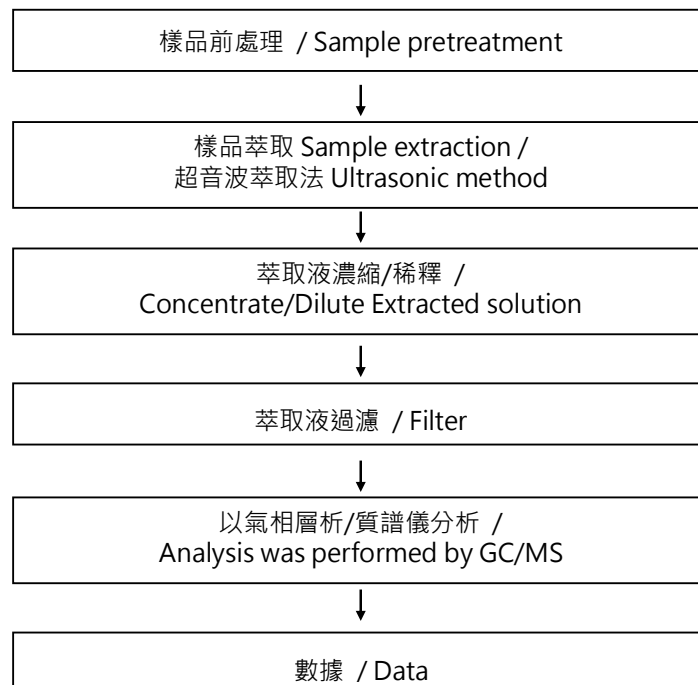 樣品前處理 / Sample pretreatment
樣品萃取 Sample extraction /
超音波萃取法 Ultrasonic method
萃取液濃縮/稀釋 /
Concentrate/Dilute Extracted solution
萃取液過濾 / Filter
以氣相層析/質譜儀分析 /
Analysis was performed by GC/MS
數據 / Data